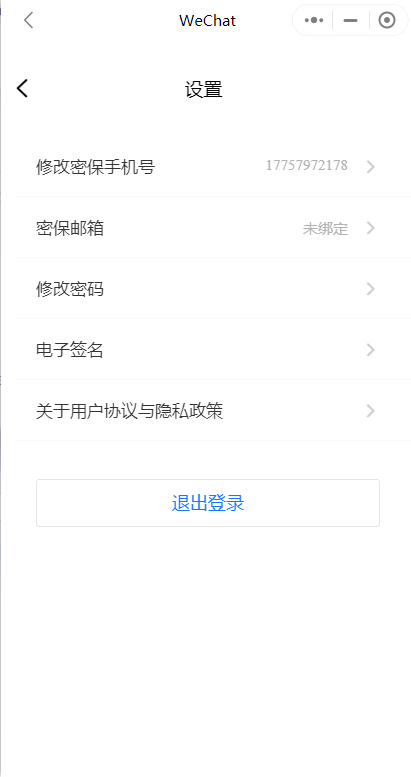 WeChat
设置
修改密保手机号 17757972178
密保邮箱 未绑定
修改密码
电子签名
关于用户协议与隐私政策
退出登录